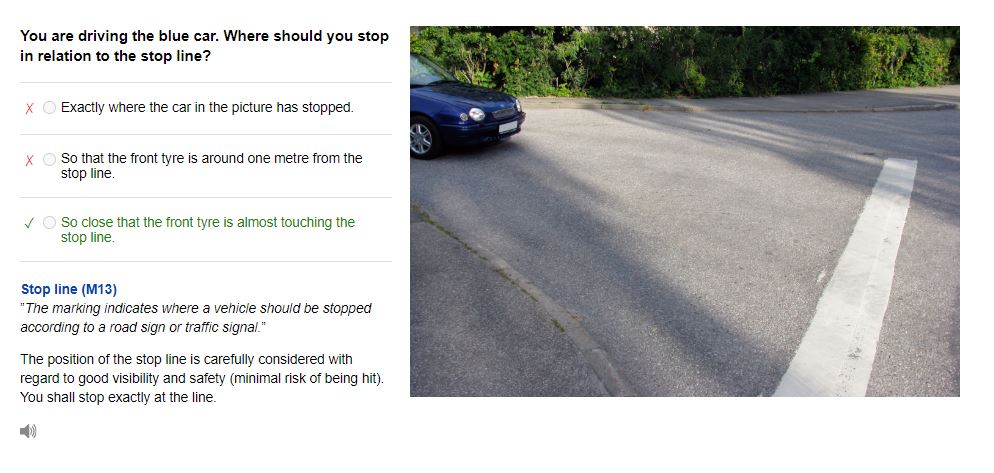 You are driving the blue car. Where should you stop
in relation to the stop line?
Exactly where the car in the picture has stopped.
So that the front tyre is around one metre from the
stop line.
So close that the front tyre is almost touching the
stop line.
Stop line (M13)
"The marking indicates where a vehicle should be stopped
according to a road sign or traffic signal."
The position of the stop line is carefully considered with
regard to good visibility and safety (minimal risk of being hit).
You shall stop exactly at the line.